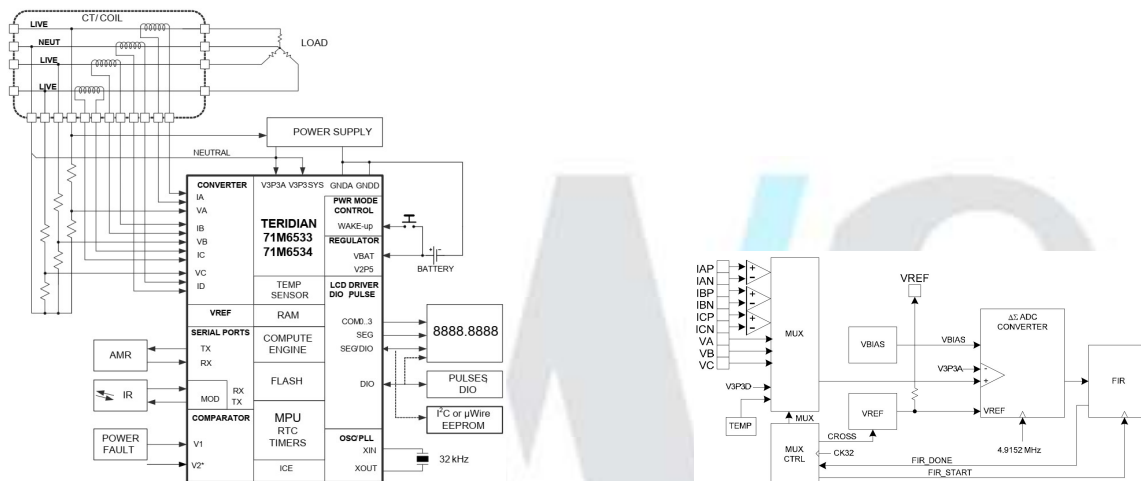 CT/COIL
LIVE
NEUT
LIVE
LIVE
LOAD
POWER SUPPLY
NEUTRAL
CONVERTER
IA
VA
IB
VB
IC
VC
ID
V3P3A V3P3SYS GNDA GNDD
TERIDIAN
71M6533
71M6534
PWR MODE
CONTROL
WAKE-up
REGULATOR
VBAT
V2P5
BATTERY
TEMP
SENSOR
LCD DRIVER
DIO PULSE
VREF
RAM
SERIAL PORTS
TX
RX
AMR
COMPUTE
ENGINE
COM0..3
SEG
SEG/DIO
8888.8888
IR
MOD
RX
TX
FLASH
DIO
PULSES
DIO
COMPARATOR
MPU
RTC
TIMERS
I²C or µWire
EEPROM
POWER
FAULT
V1
V2*
OSC/PLL
XIN
XOUT
32 kHz
ICE
IAP
IAN
IBP
IBN
ICP
ICN
VA
VB
VC
+
-
+
-
+
-
MUX
V3P3D
TEMP
MUX
MUX
CTRL
VREF
VBIAS
VBIAS
ΔΣ ADC
CONVERTER
V3P3A
-
+
VREF
VREF
FIR
CROSS
CK32
4.9152 MHz
FIR_DONE
FIR_START